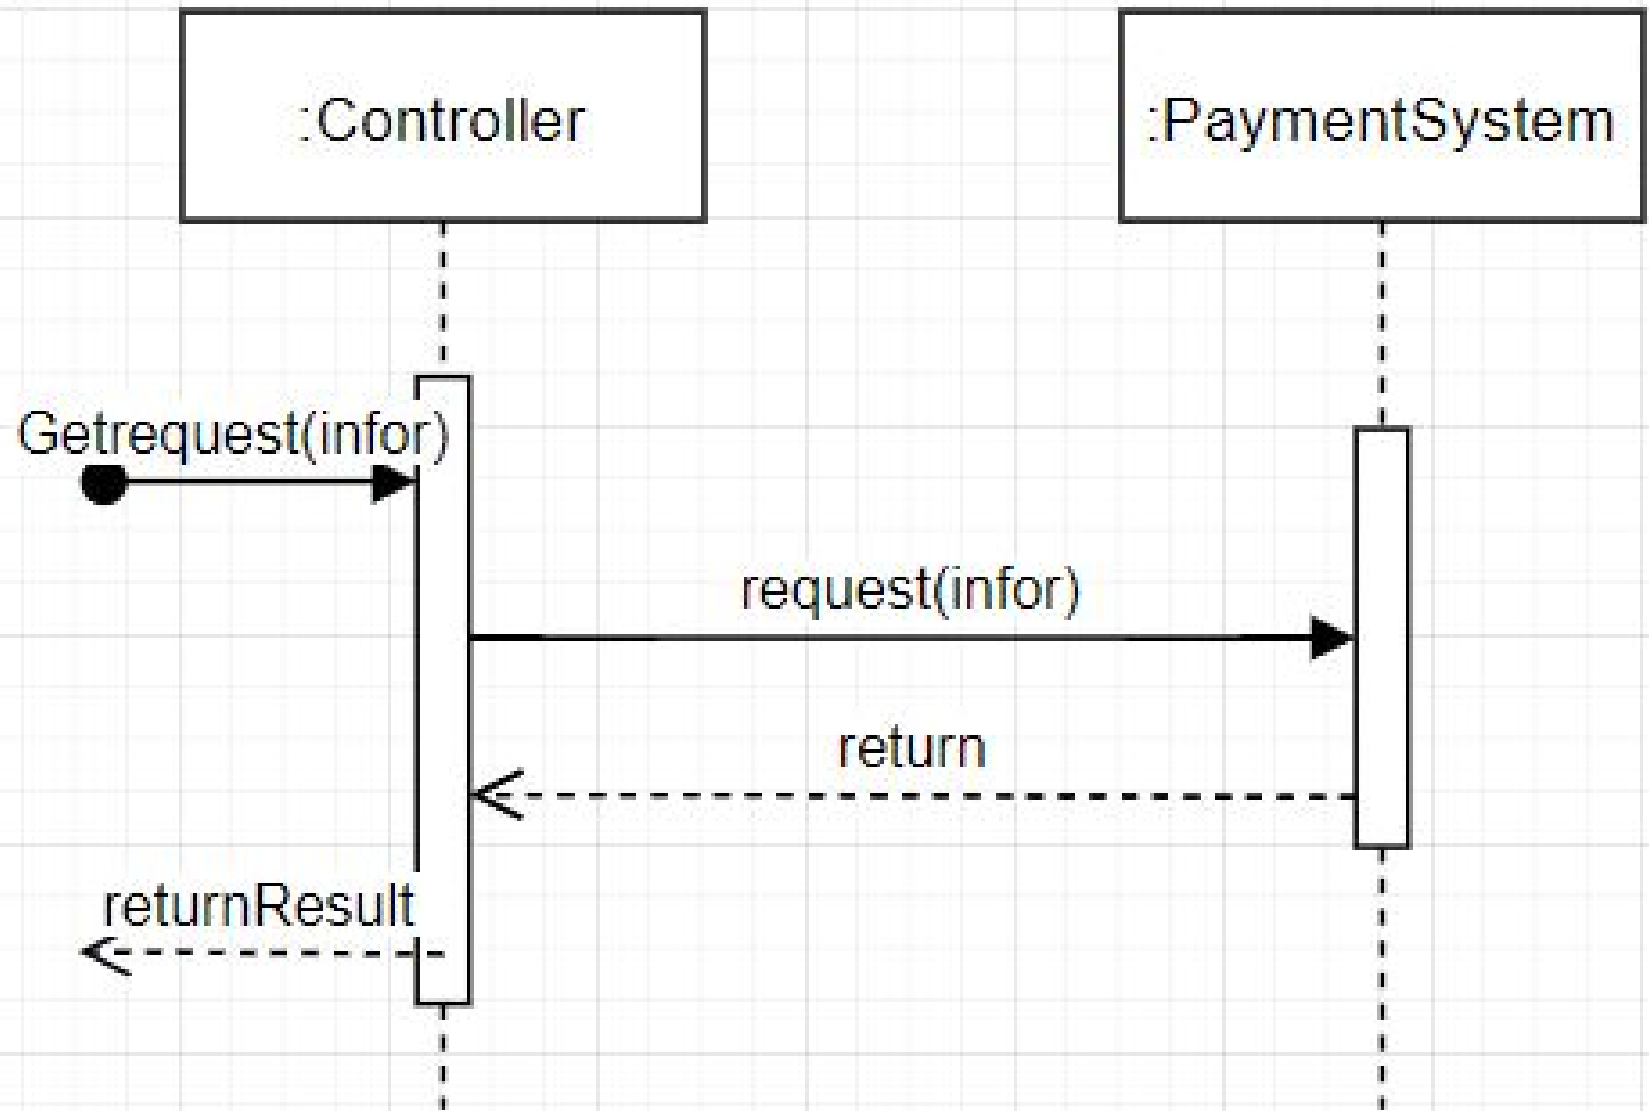 :Controller
:PaymentSystem
Getrequest(infor)
request(infor)
return
returnResult